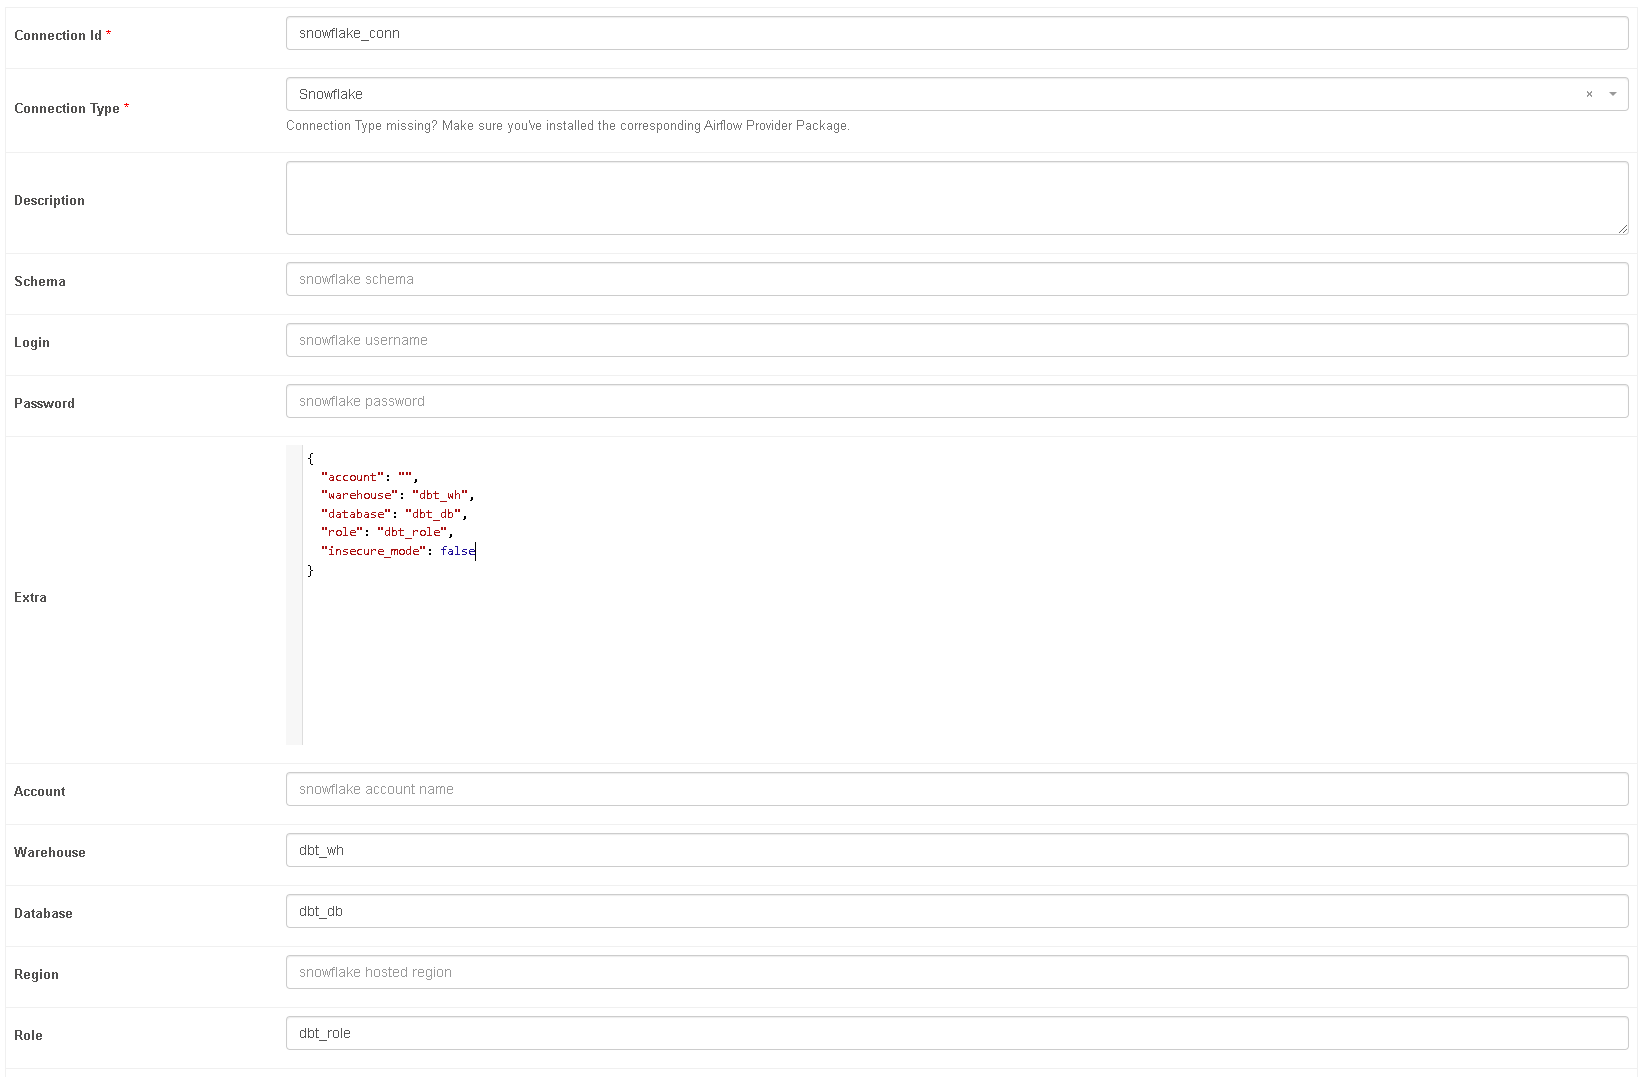 Connection Id *
snowflake_conn
Connection Type *
Snowflake
× 
Connection Type missing? Make sure you've installed the corresponding Airflow Provider Package.
Description
Schema
snowflake schema
Login
snowflake username
Password
snowflake password
Extra
{
"account": "",
"warehouse": "dbt_wh",
"database": "dbt_db",
"role": "dbt_role",
"insecure_mode": false
}
Account
snowflake account name
Warehouse
dbt_wh
Database
dbt_db
Region
snowflake hosted region
Role
dbt_role